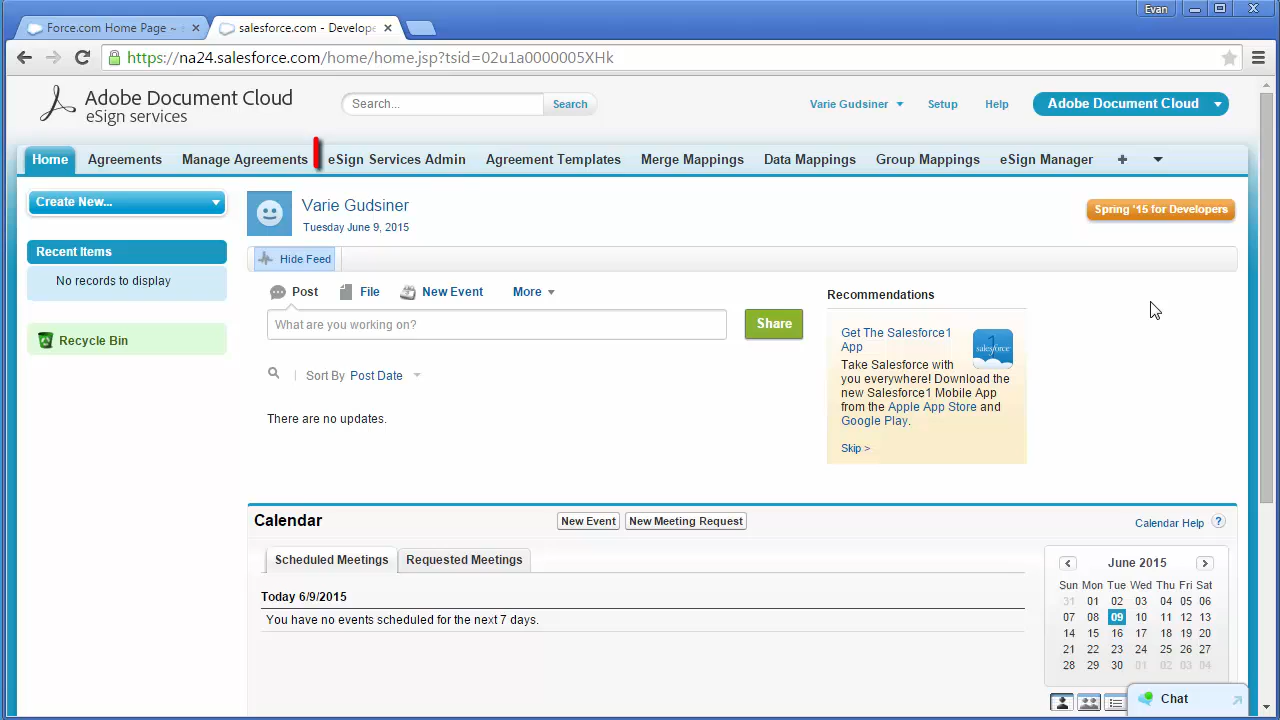 Evan
Force.com Home Page ~
salesforce.com - Develope
https://na24.salesforce.com/home/home.jsp?tsid=02u1a0000005XHk
Adobe Document Cloud
eSign services
Search...
Search
Varie Gudsiner
Setup
Help
Adobe Document Cloud
Home
Agreements
Manage Agreements
eSign Services Admin
Agreement Templates
Merge Mappings
Data Mappings
Group Mappings
eSign Manager
Create New...
Recent Items
No records to display
Recycle Bin
Varie Gudsiner
Tuesday June 9, 2015
Spring '15 for Developers
Hide Feed
Post
File
New Event
More
What are you working on?
Share
Sort By Post Date
There are no updates.
Recommendations
Get The Salesforce1
App
salesforce
1
Take Salesforce with
you everywhere! Download the
new Salesforce1 Mobile App
from the Apple App Store and
Google Play.
Skip >
Calendar
New Event
New Meeting Request
Calendar Help ?
Scheduled Meetings
Requested Meetings
Today 6/9/2015
You have no events scheduled for the next 7 days.
June 2015
Sun Mon Tue Wed Thu Fri Sat
31 01 02 03 04 05 06
07 08 09 10 11 12 13
14 15 16 17 18 19 20
21 22 23 24 25 26 27
28 29 30 01 02 03 04
Chat